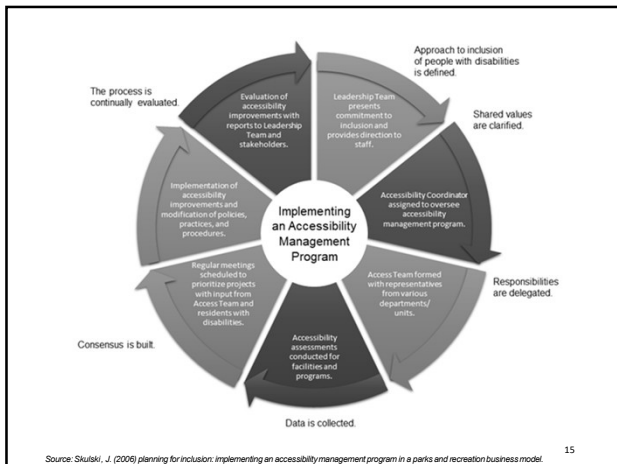 Approach to inclusion
of people with disabilities
is defined.
The process is
continually evaluated.
Evaluation of
accessibility
improvements with
reports to Leadership
Team and
stakeholders.
Leadership Team
presents
commitment to
inclusion and
provides direction to
staff.
Shared values
are clarified.
Implementation of
accessibility
improvements and
modification of policies,
practices, and
procedures.
Implementing
an Accessibility
Management
Program
Accessibility Coordinator
assigned to oversee
accessibility
management program.
Regular meetings
scheduled to
prioritize projects
with input from
Access Team and
residents with
disabilities.
Access Team formed
with representatives
from various
departments/
units.
Responsibilities
are delegated.
Consensus is built.
Accessibility
assessments
conducted for
facilities and
programs.
Data is collected.
Source: Skulski, J. (2006) planning for inclusion: implementing an accessibility management program in a parks and recreation business model.
15